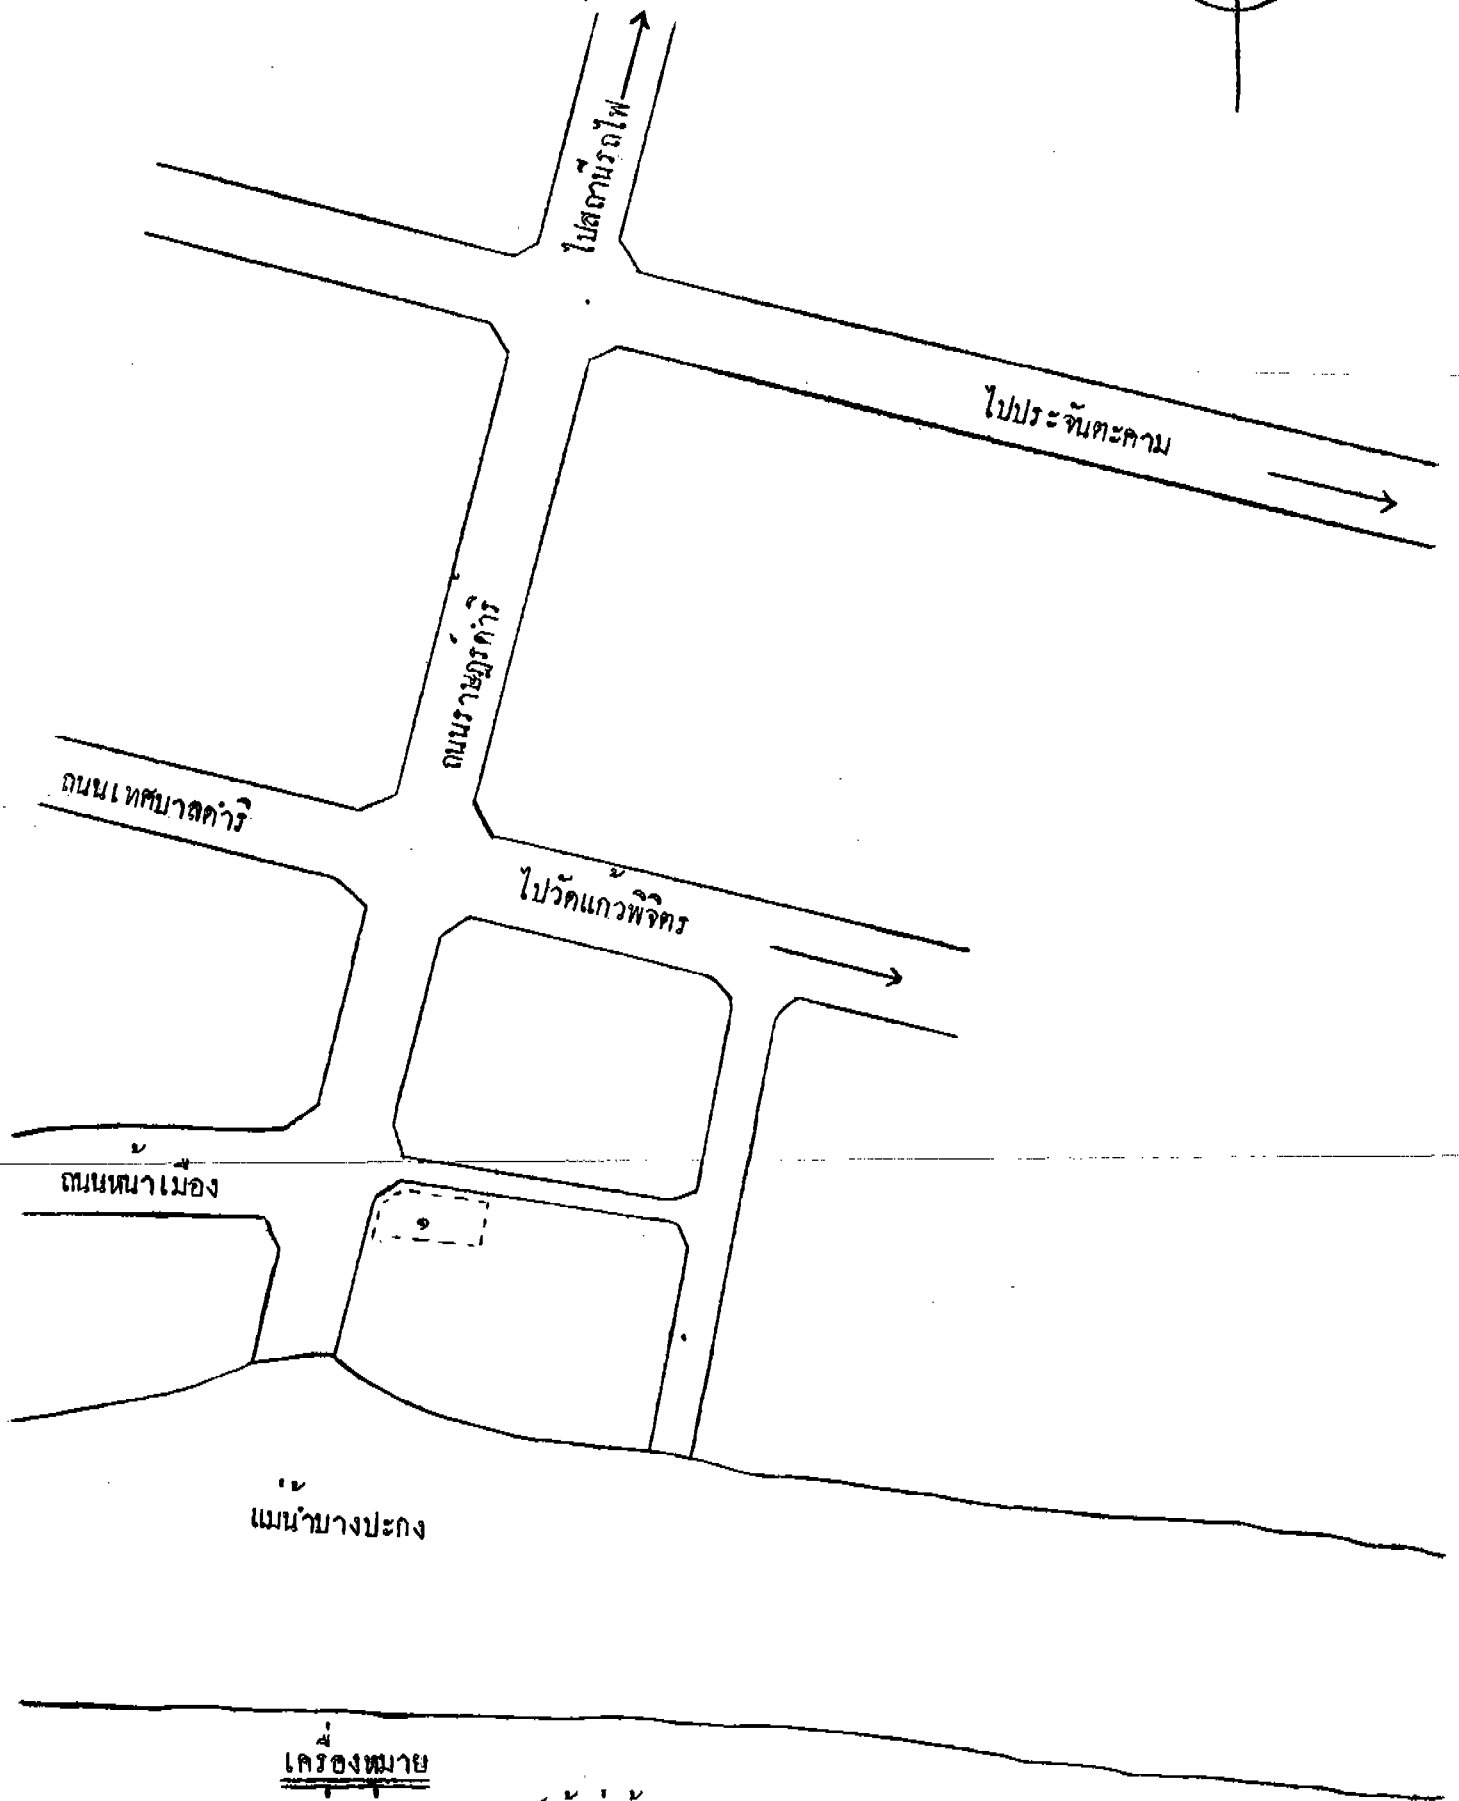 ไปสถานีรถไฟ
ไปประจันตะคาม
ถนนราษฎร์ดำริ
ถนนเทศบาลดำริ
ไปวัดแก้วพิจิตร
ถนนหน้าเมือง
๑
แม่น้ำบางปะกง
เครื่องหมาย